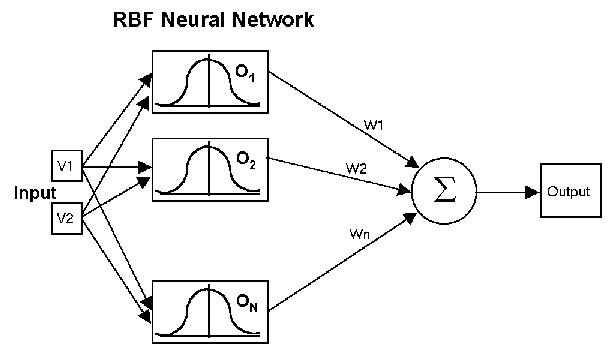 RBF Neural Network
O1
W1
V1
O2
W2
Input
Σ
Output
V2
Wn
ON